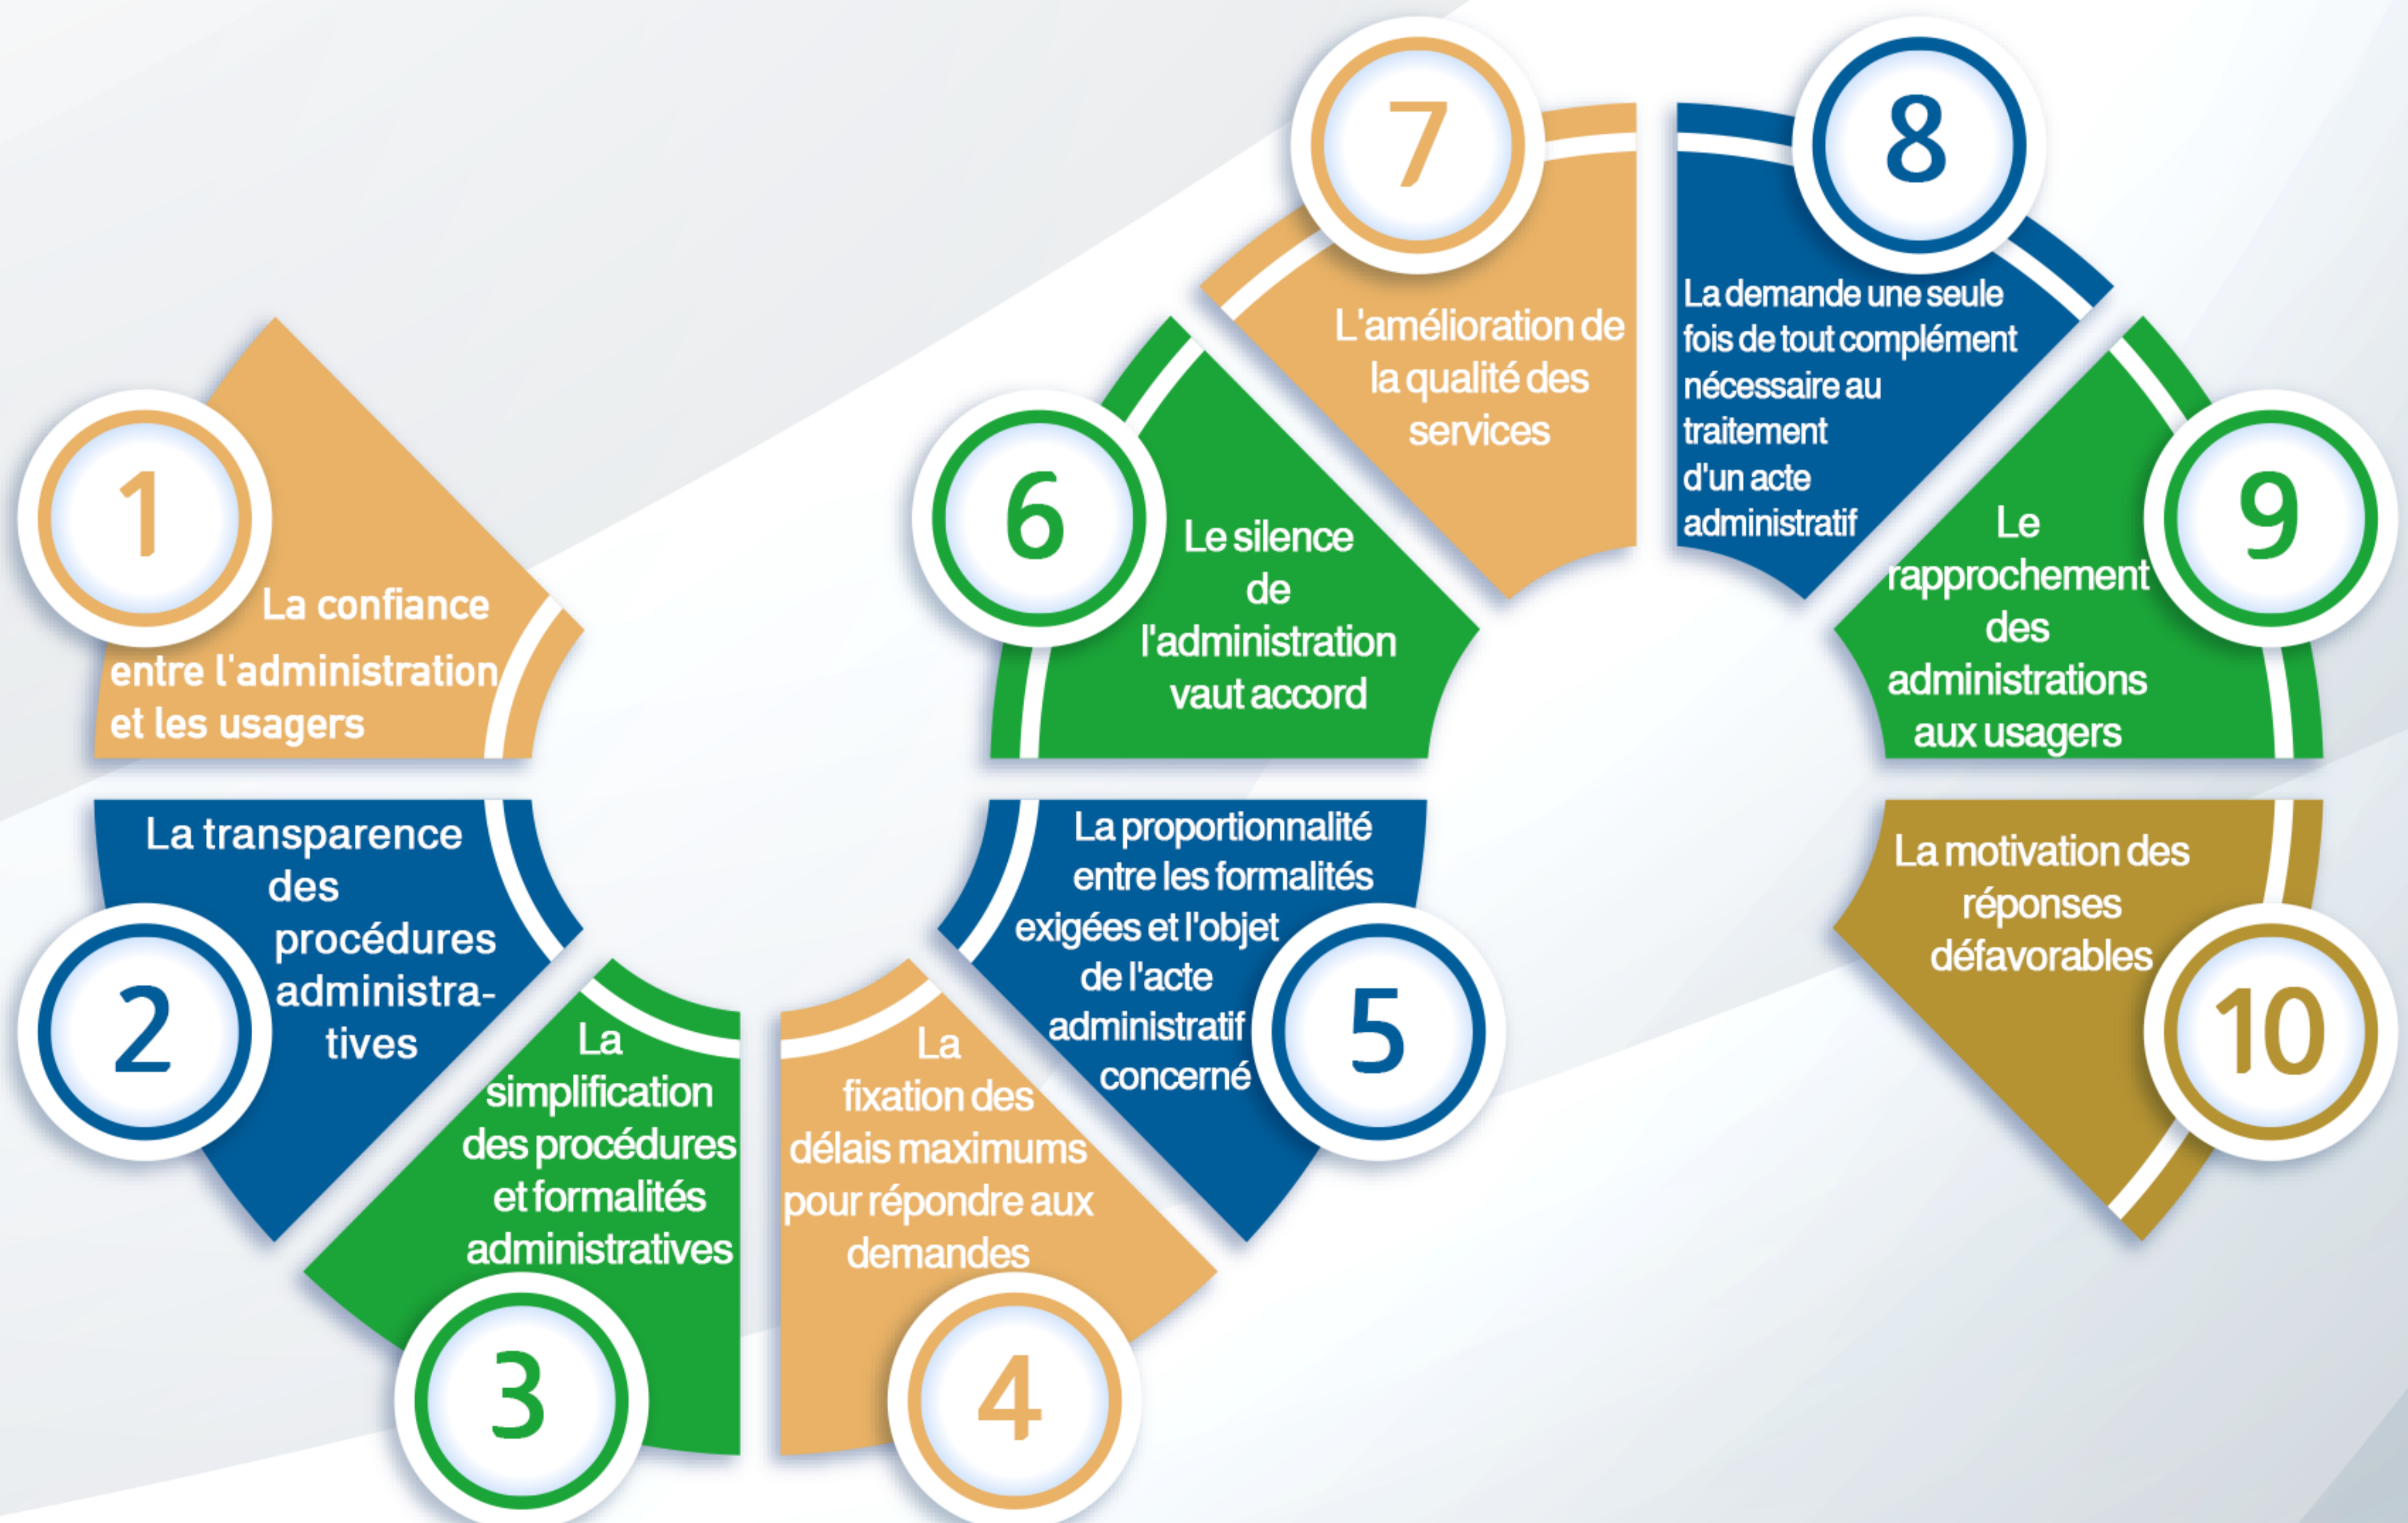 1
La confiance
entre l'administration
et les usagers
2
La transparence
des
procédures
administra-
tives
3
La
simplification
des procédures
et formalités
administratives
4
La
fixation des
délais maximums
pour répondre aux
demandes
5
La proportionnalité
entre les formalités
exigées et l'objet
de l'acte
administratif
concerné
6
Le silence
de
l'administration
vaut accord
7
L'amélioration de
la qualité des
services
8
La demande une seule
fois de tout complément
nécessaire au
traitement
d'un acte
administratif
9
Le
rapprochement
des
administrations
aux usagers
10
La motivation des
réponses
défavorables